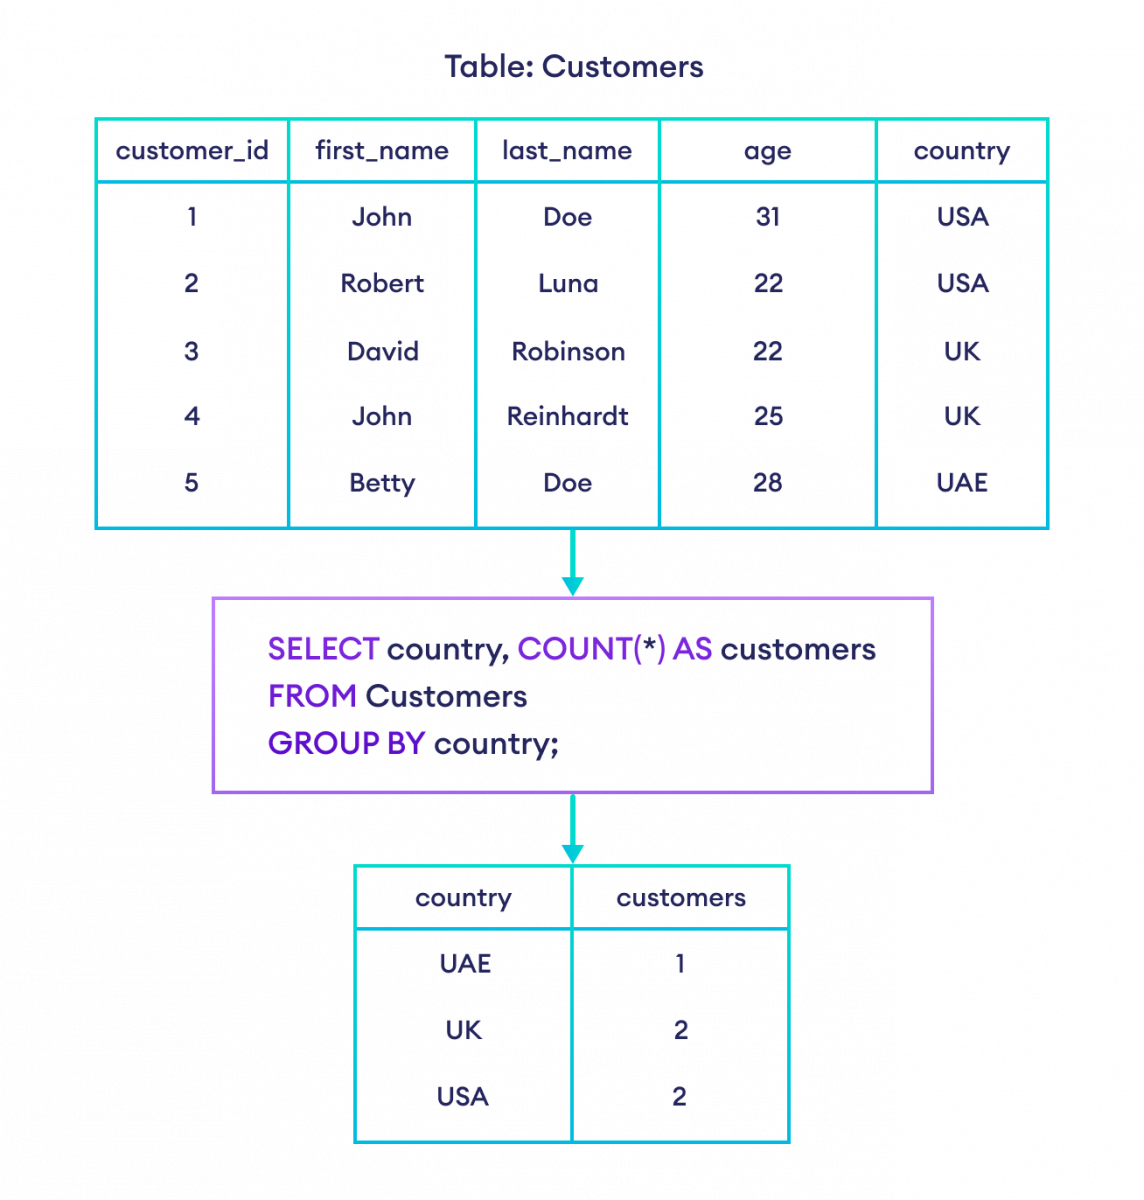 Table: Customers
customer_id first_name last_name age country
1 John Doe 31 USA
2 Robert Luna 22 USA
3 David Robinson 22 UK
4 John Reinhardt 25 UK
5 Betty Doe 28 UAE
SELECT country, COUNT(*) AS customers
FROM Customers
GROUP BY country;
country customers
UAE 1
UK 2
USA 2